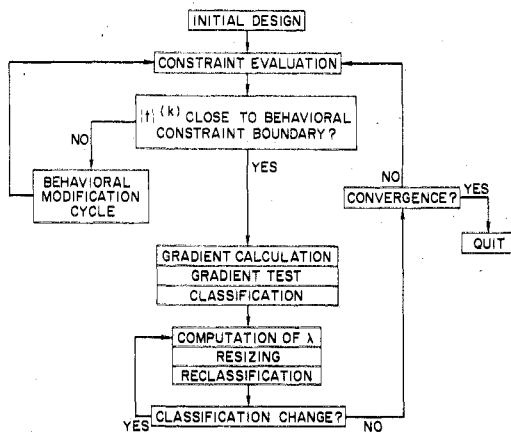 INITIAL DESIGN
CONSTRAINT EVALUATION
|t|^(k) CLOSE TO BEHAVIORAL
CONSTRAINT BOUNDARY?
NO
YES
BEHAVIORAL
MODIFICATION
CYCLE
NO
CONVERGENCE?
YES
QUIT
GRADIENT CALCULATION
GRADIENT TEST
CLASSIFICATION
COMPUTATION OF λ
RESIZING
RECLASSIFICATION
YES
CLASSIFICATION CHANGE?
NO